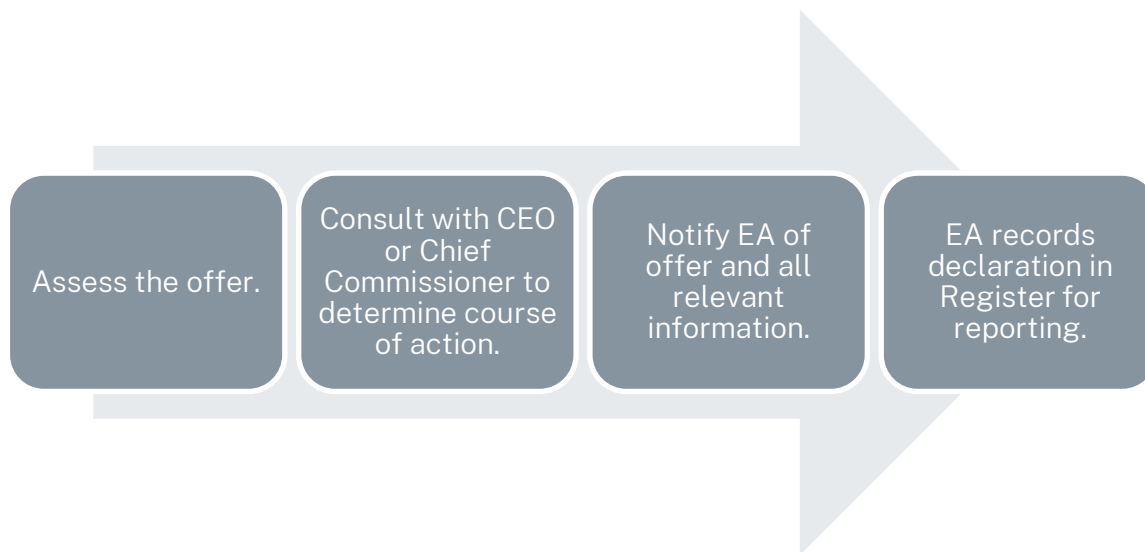 Assess the offer.
Consult with CEO
or Chief
Commissioner to
determine course
of action.
Notify EA of
offer and all
relevant
information.
EA records
declaration in
Register for
reporting.